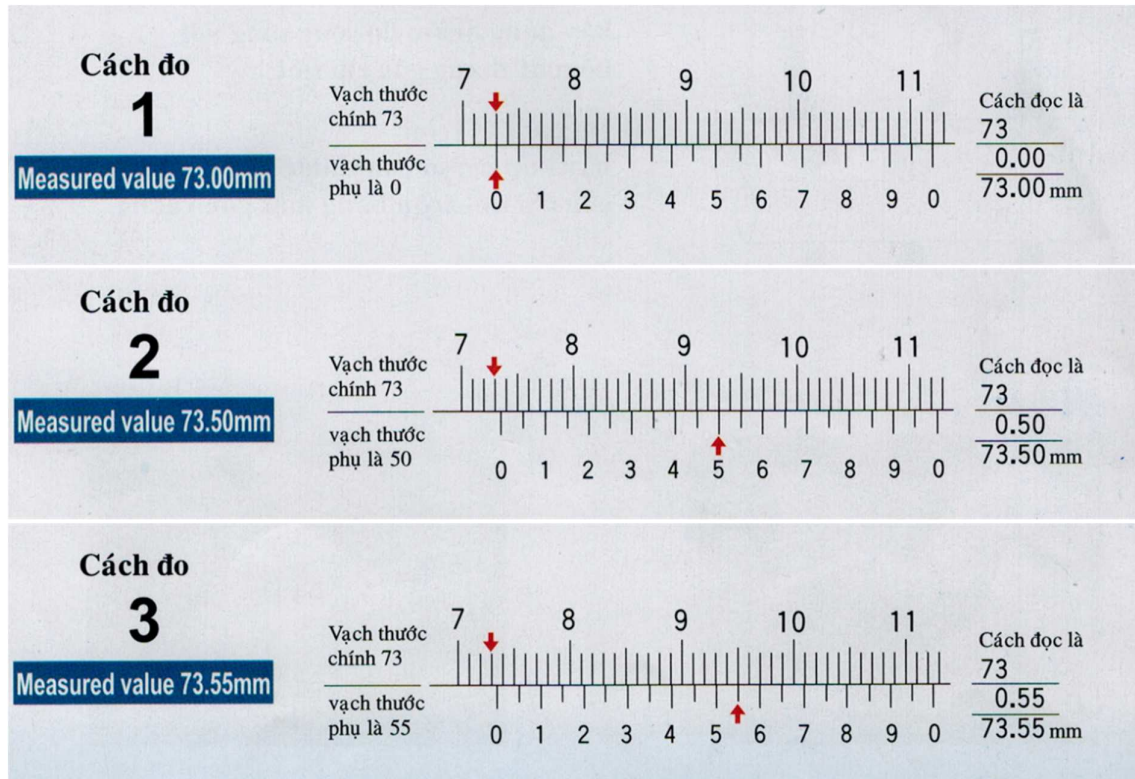 Cách đo
1
Measured value 73.00mm
Vạch thước
chính 73
vạch thước
phụ là 0
7 8 9 10 11
0 1 2 3 4 5 6 7 8 9 0
Cách đọc là
73
0.00
73.00 mm
Cách đo
2
Measured value 73.50mm
Vạch thước
chính 73
vạch thước
phụ là 50
7 8 9 10 11
0 1 2 3 4 5 6 7 8 9 0
Cách đọc là
73
0.50
73.50 mm
Cách đo
3
Measured value 73.55mm
Vạch thước
chính 73
vạch thước
phụ là 55
7 8 9 10 11
0 1 2 3 4 5 6 7 8 9 0
Cách đọc là
73
0.55
73.55 mm